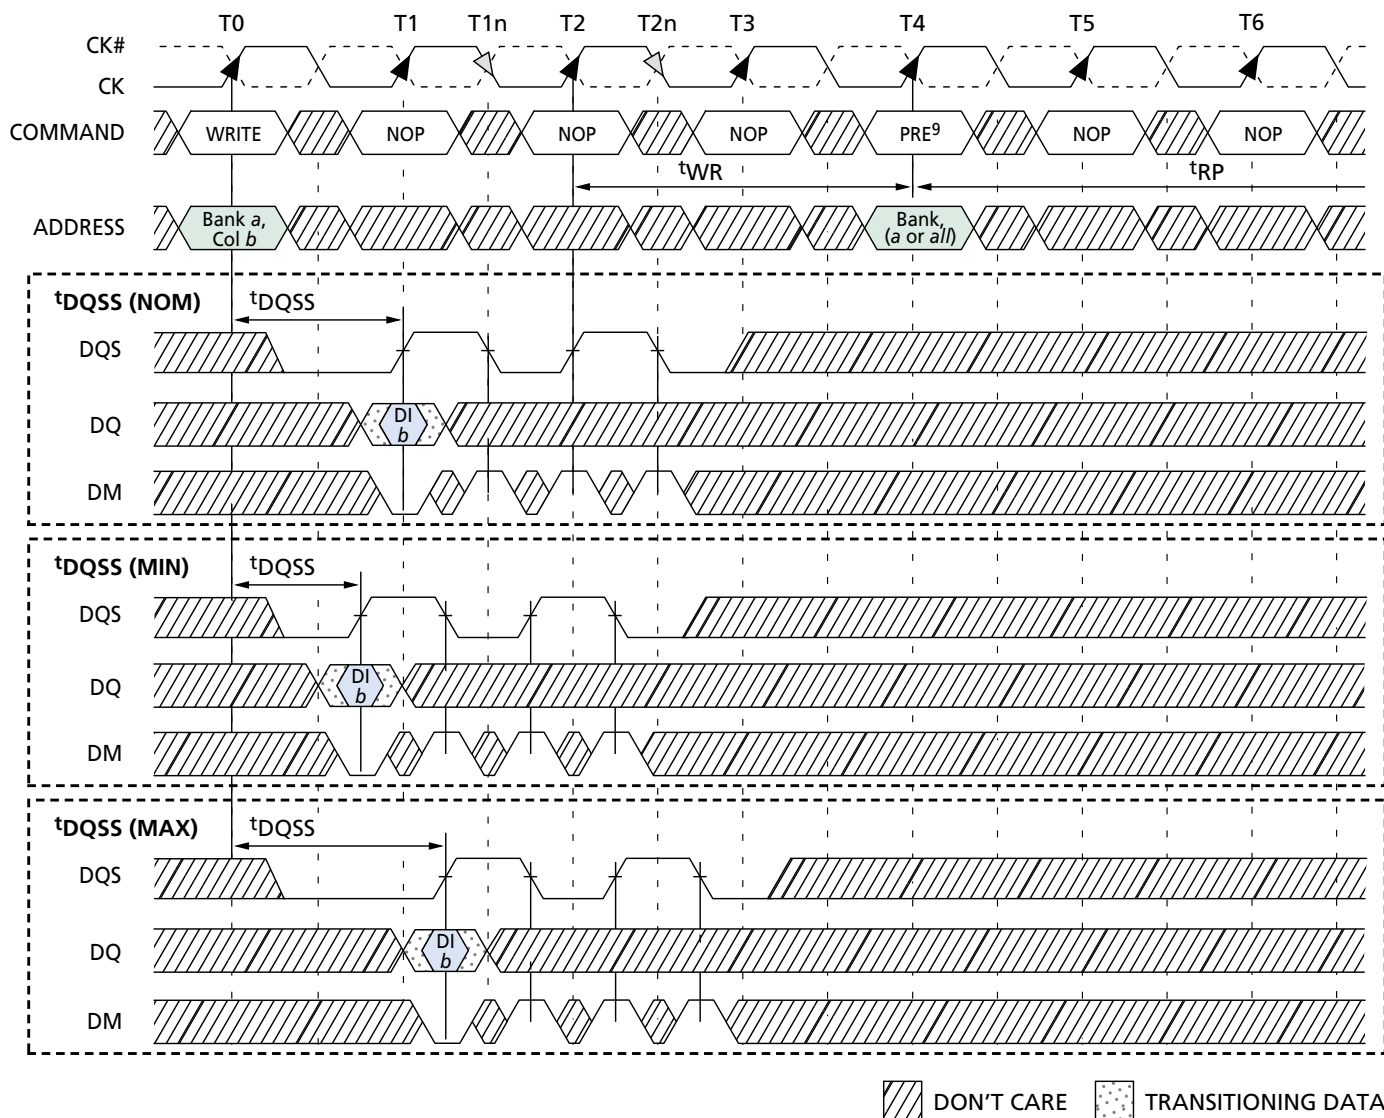 T0 T1 T1n T2 T2n T3 T4 T5 T6
CK#
CK
COMMAND WRITE NOP NOP NOP PRE9 NOP NOP
tWR tRP
ADDRESS Bank a, Bank,
Col b (a or all)
tDQSS (NOM) tDQSS
DQS
DQ DI
b
DM
tDQSS (MIN) tDQSS
DQS
DQ DI
b
DM
tDQSS (MAX) tDQSS
DQS
DQ DI
b
DM
DON'T CARE TRANSITIONING DATA